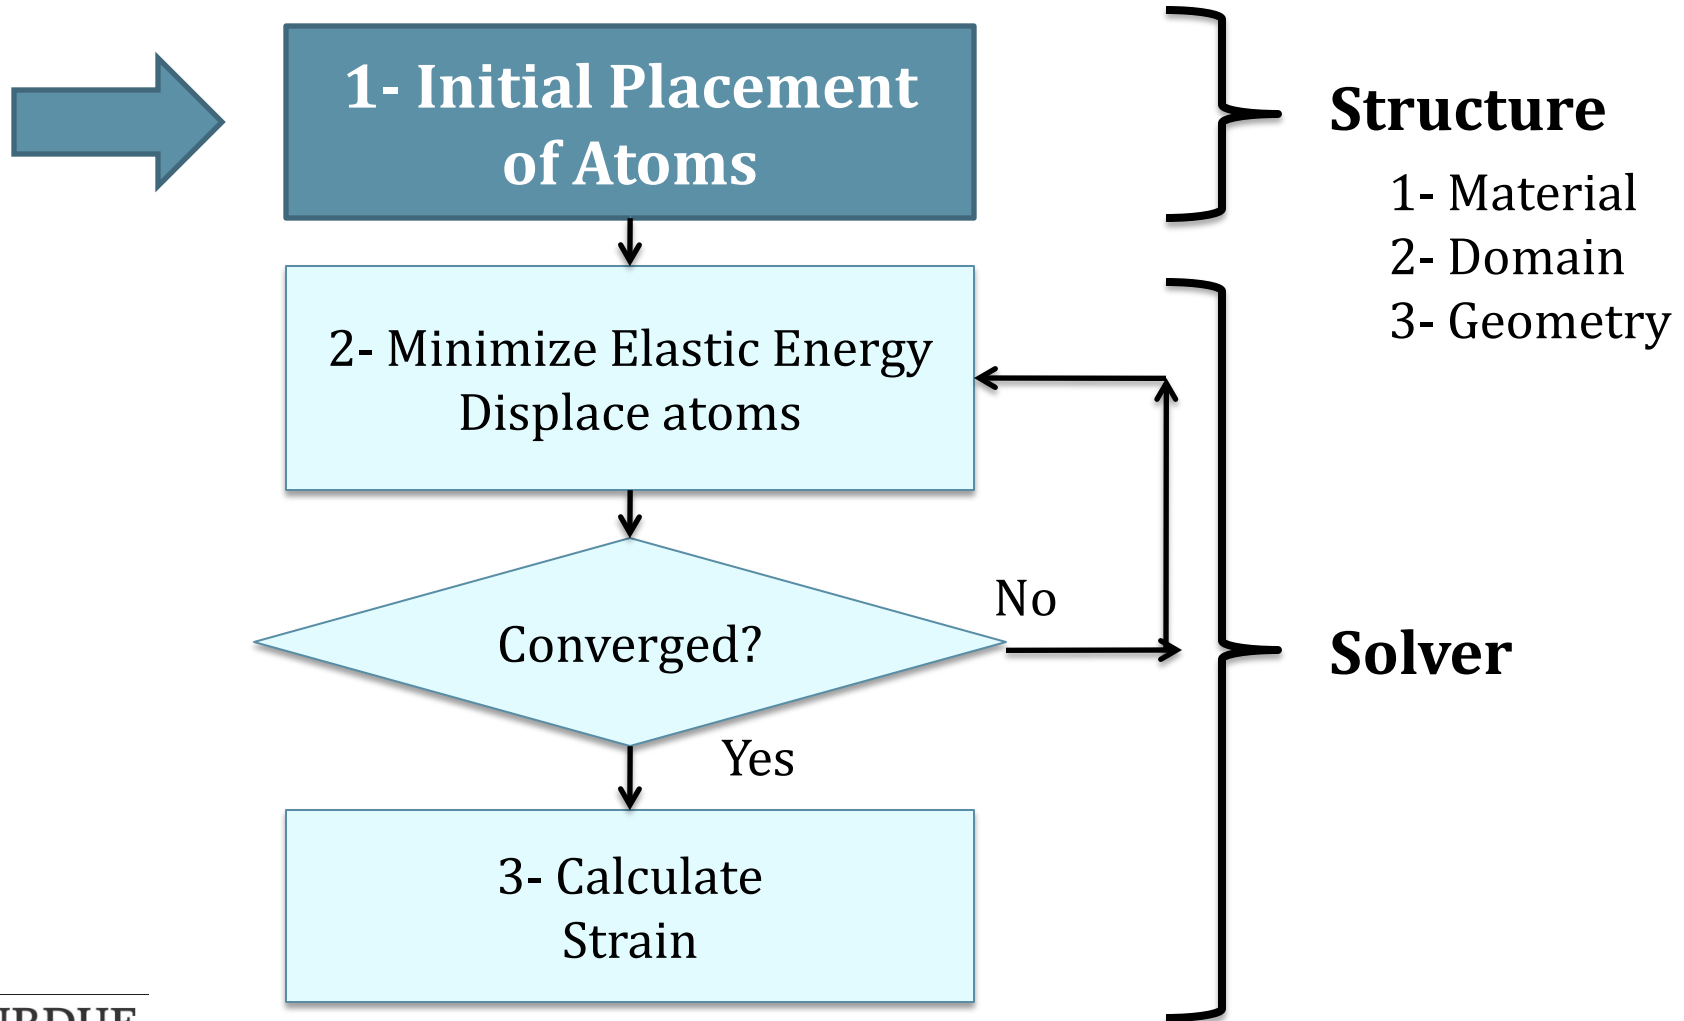 1- Initial Placement
of Atoms
Structure
1- Material
2- Domain
3- Geometry
2- Minimize Elastic Energy
Displace atoms
No
Converged?
Solver
Yes
3- Calculate
Strain